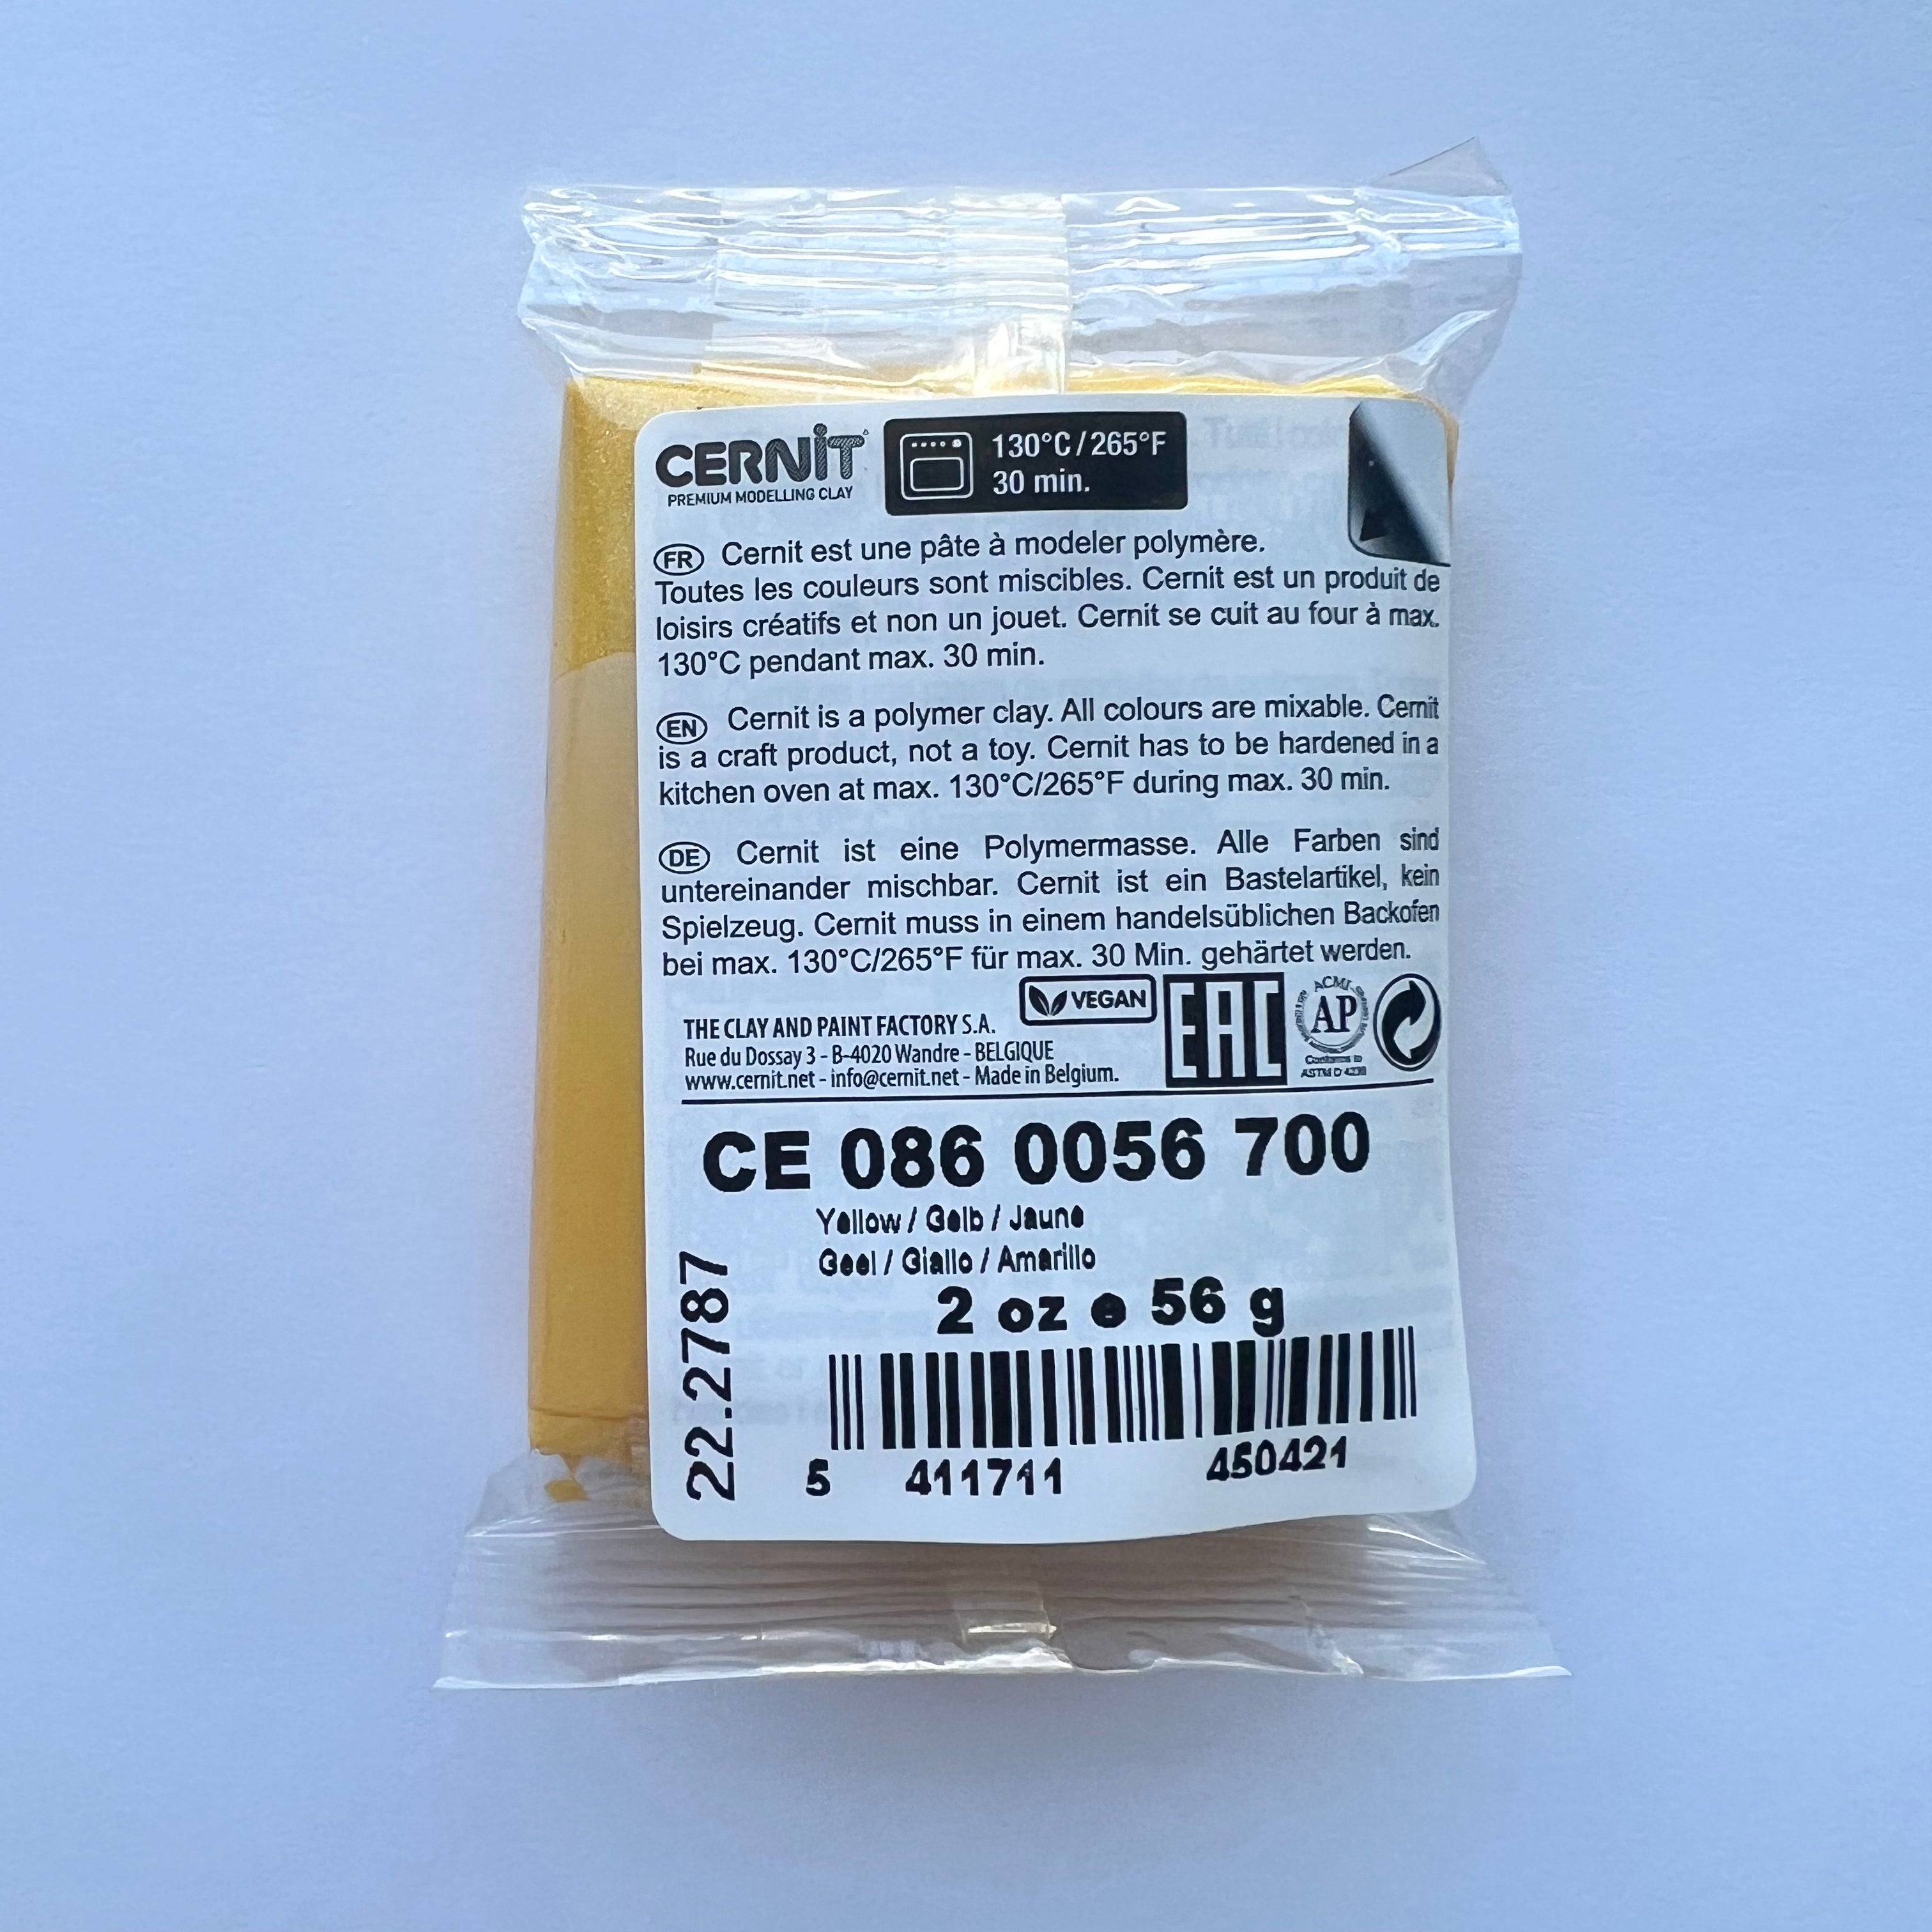 CERNIT
PREMIUM MODELLING CLAY
130°C/265°F
30 min.
FR Cernit est une pâte à modeler polymère.
Toutes les couleurs sont miscibles. Cernit est un produit de
loisirs créatifs et non un jouet. Cernit se cuit au four à max.
130°C pendant max. 30 min.
EN Cernit is a polymer clay. All colours are mixable. Cernit
is a craft product, not a toy. Cernit has to be hardened in a
kitchen oven at max. 130°C/265°F during max. 30 min.
DE Cernit ist eine Polymermasse. Alle Farben sind
untereinander mischbar. Cernit ist ein Bastelartikel, kein
Spielzeug. Cernit muss in einem handelsüblichen Backofen
bei max. 130°C/265°F für max. 30 Min. gehärtet werden.
VEGAN
EAC
ACMI
AP
Conforms to
ASTM D 4236
THE CLAY AND PAINT FACTORY S.A.
Rue du Dossay 3 - B-4020 Wandre - BELGIQUE
www.cernit.net - info@cernit.net - Made in Belgium.
CE 086 0056 700
Yellow / Gelb / Jaune
Geel / Giallo / Amarillo
2 oz e 56 g
22.2787
5 411711 450421